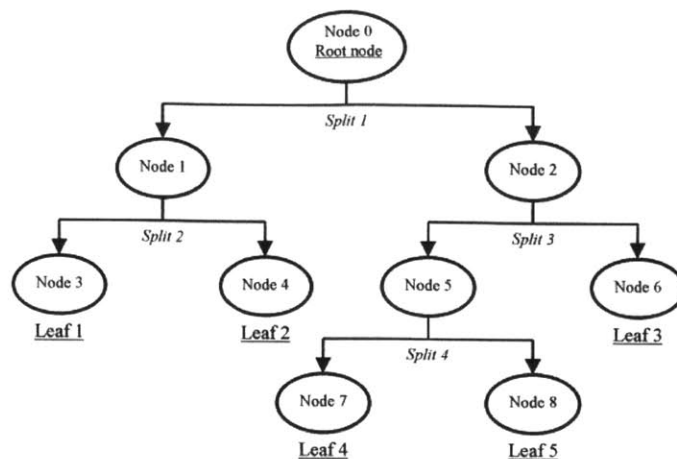 Node 0
Root node
Split 1
Node 1
Node 2
Split 2
Split 3
Node 3
Node 4
Node 5
Node 6
Leaf 1
Leaf 2
Leaf 3
Split 4
Node 7
Node 8
Leaf 4
Leaf 5